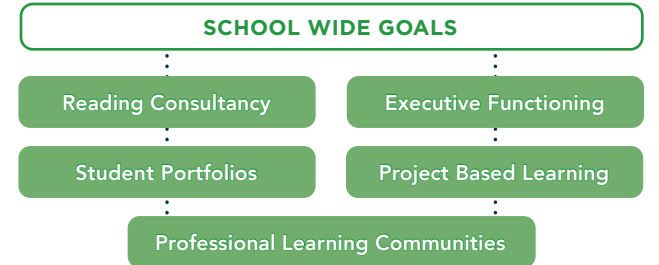 SCHOOL WIDE GOALS
Reading Consultancy
Executive Functioning
Student Portfolios
Project Based Learning
Professional Learning Communities